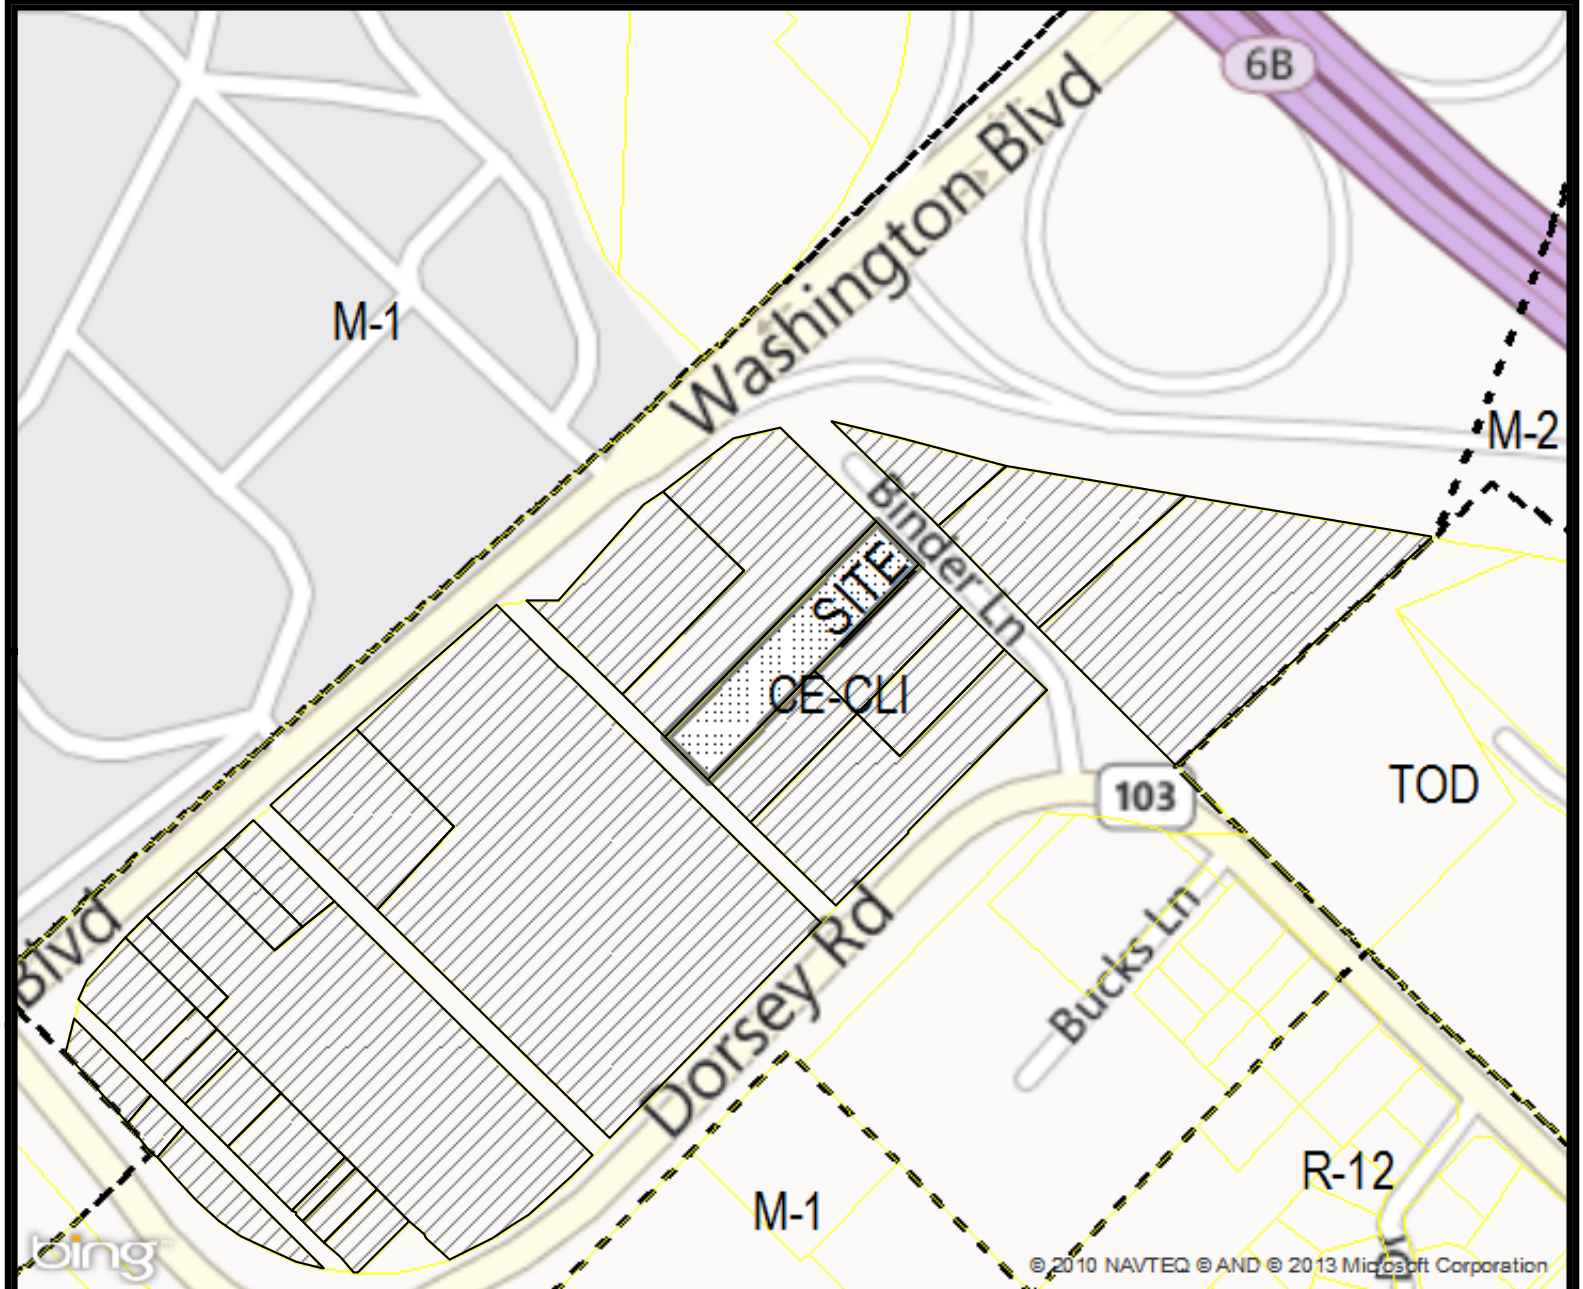 6B
Washington Blvd
M-1
M-2
Binder Ln
SITE
CE-CLI
TOD
103
Blvd
Dorsey Rd
Bucks Ln
R-12
M-1
bing™
© 2010 NAVTEQ © AND © 2013 Microsoft Corporation